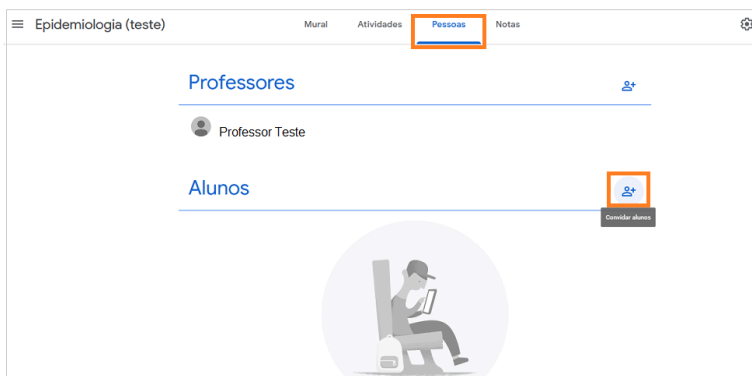 Epidemiologia (teste)
Mural
Atividades
Pessoas
Notas
Professores
Professor Teste
Alunos
Convidar alunos